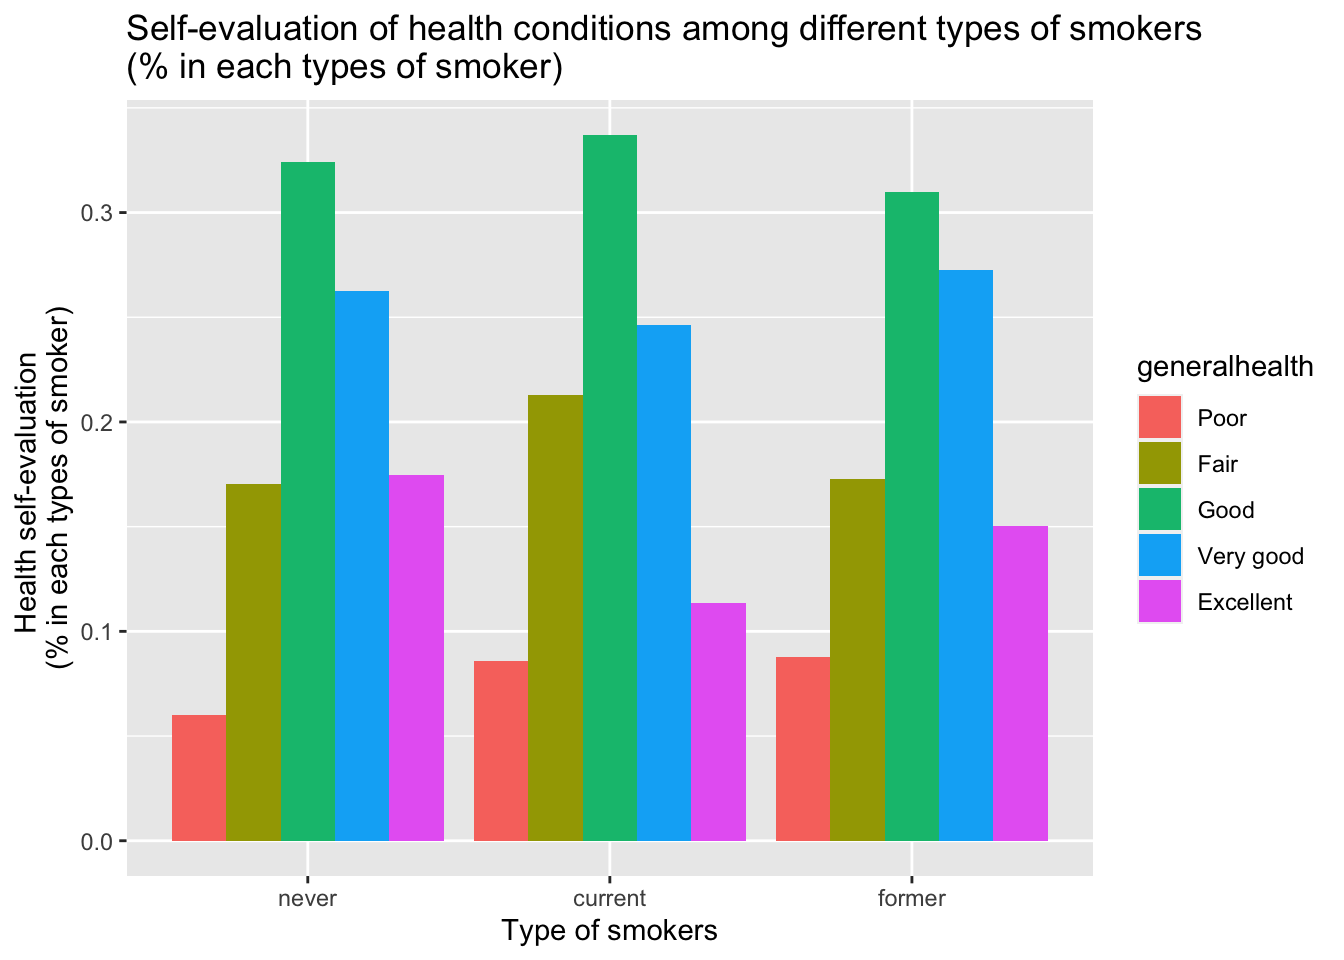 Self-evaluation of health conditions among different types of smokers
(% in each types of smoker)
Health self-evaluation
(% in each types of smoker)
0.3
0.2
0.1
0.0
never
current
former
Type of smokers
generalhealth
Poor
Fair
Good
Very good
Excellent